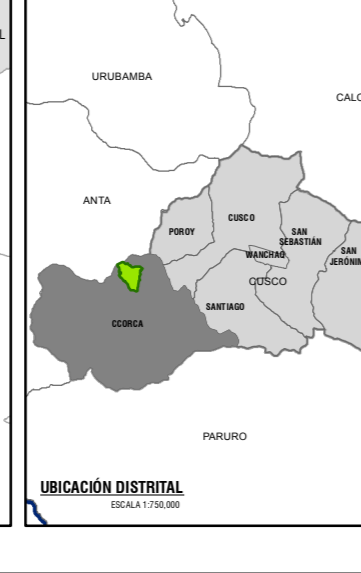 L
URUBAMBA
CALC
ANTA
POROY
CUSCO
SAN
SEBASTIÁN
WANCHAQ
SAN
JERÓNIM
CUSCO
SANTIAGO
CCORCA
PARURO
UBICACIÓN DISTRITAL
ESCALA 1:750,000